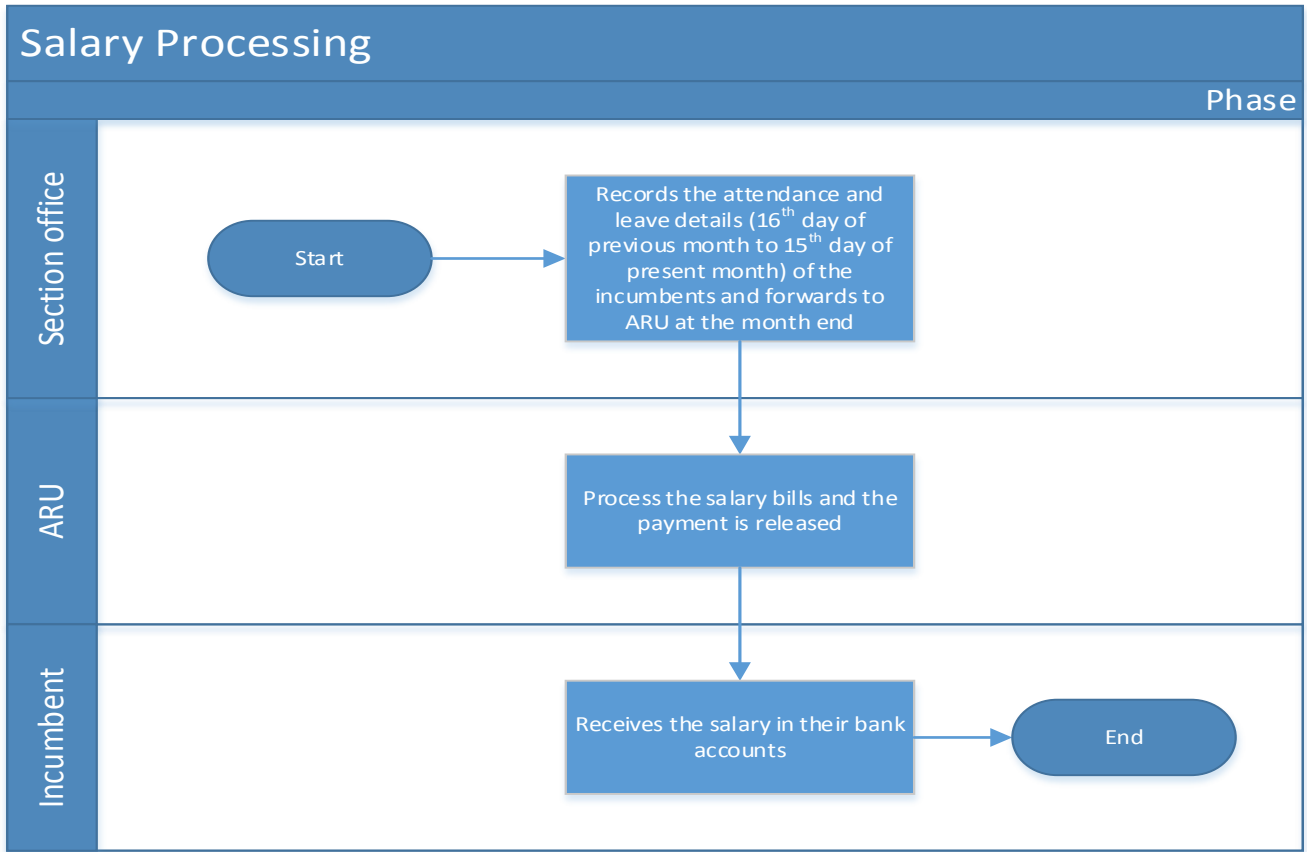 Salary Processing
Phase
Section office
Start
Records the attendance and
leave details (16th day of
previous month to 15th day of
present month) of the
incumbents and forwards to
ARU at the month end
ARU
Process the salary bills and the
payment is released
Incumbent
Receives the salary in their bank
accounts
End